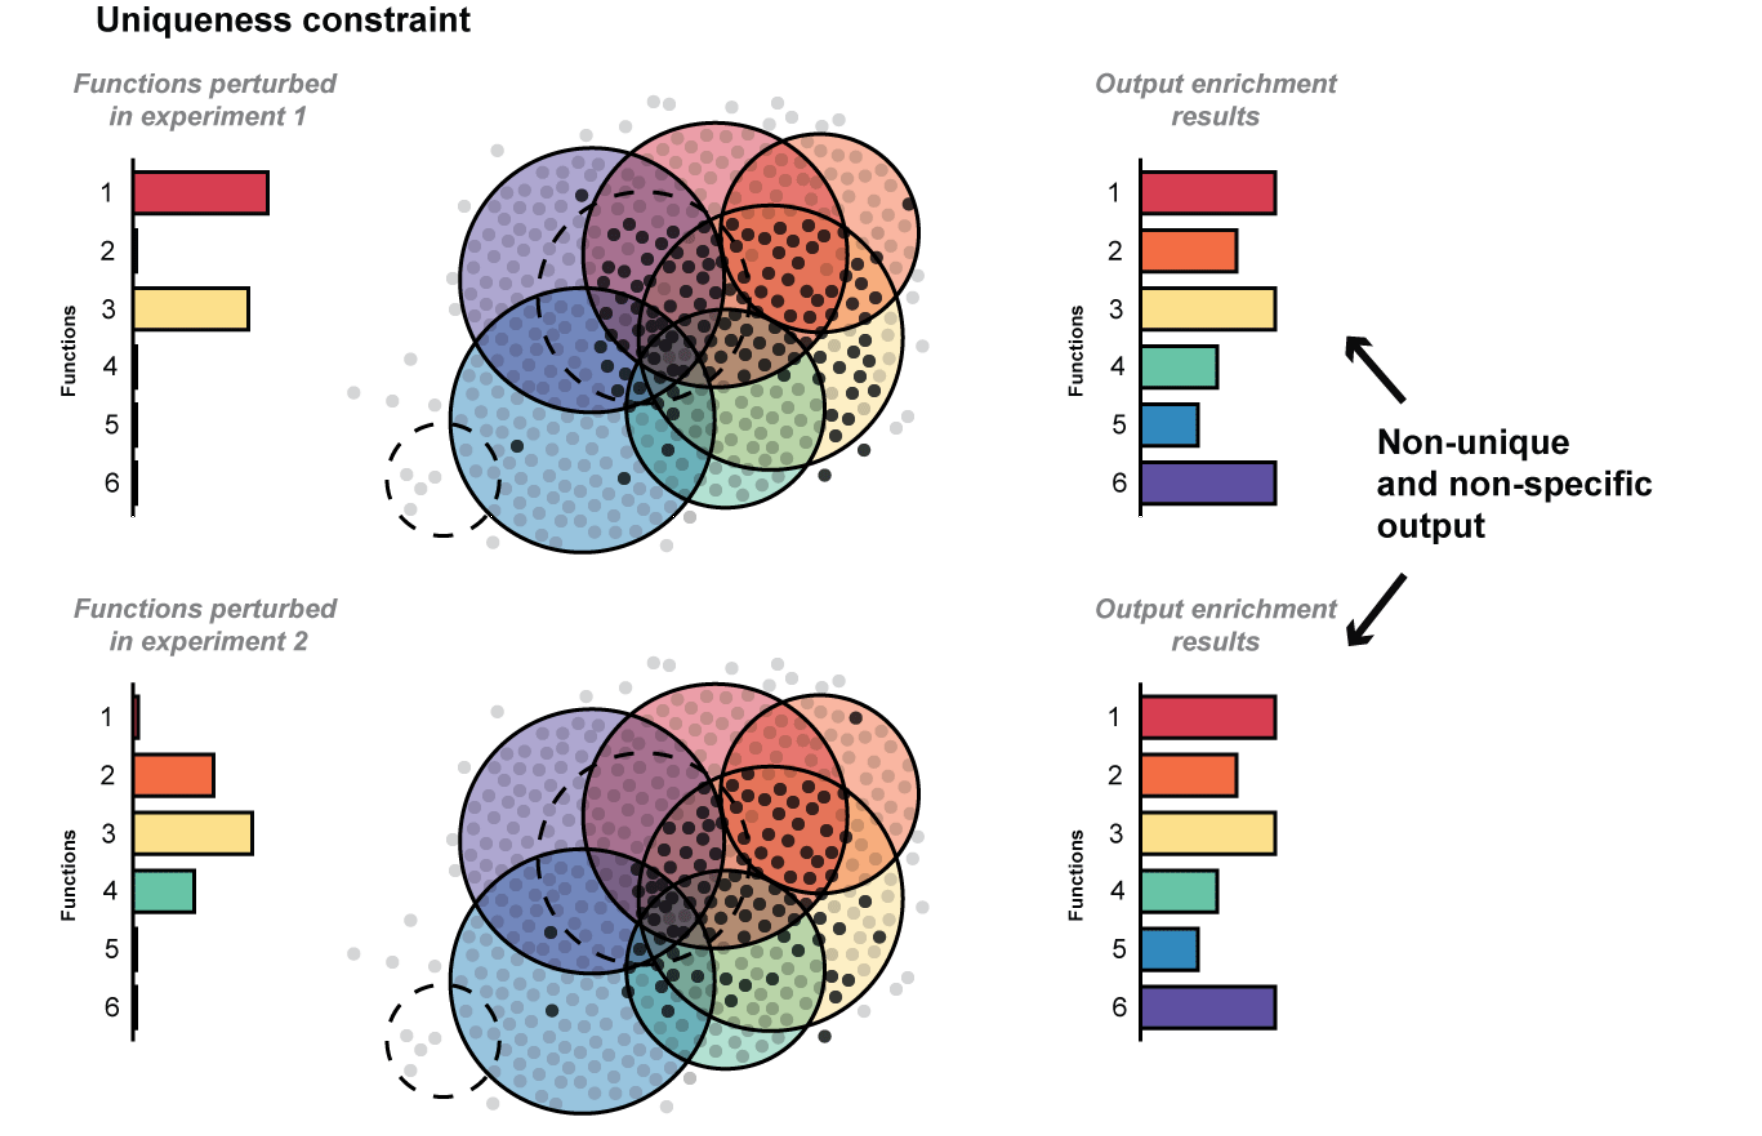 Uniqueness constraint
Functions perturbed
in experiment 1
1
2
3
4
5
6
Functions
Output enrichment
results
1
2
3
4
5
6
Functions
Non-unique
and non-specific
output
Functions perturbed
in experiment 2
1
2
3
4
5
6
Functions
Output enrichment
results
1
2
3
4
5
6
Functions